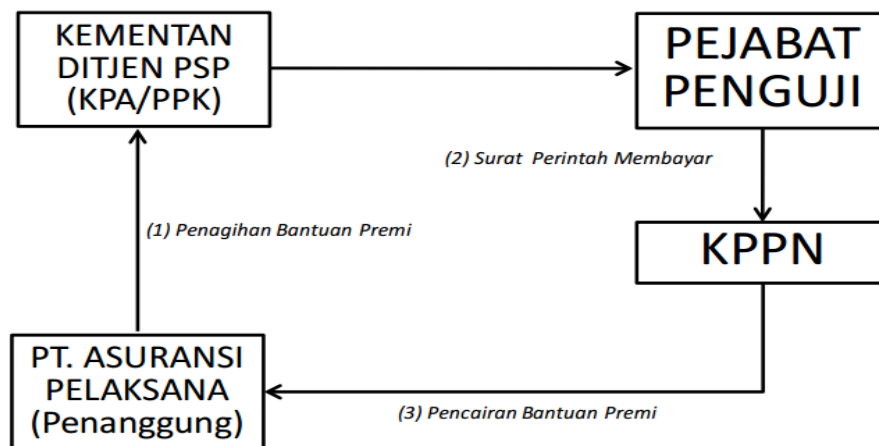 KEMENTAN
DITJEN PSP
(KPA/PPK)
PEJABAT
PENGUJI
(2) Surat Perintah Membayar
(1) Penagihan Bantuan Premi
KPPN
PT. ASURANSI
PELAKSANA
(Penanggung)
(3) Pencairan Bantuan Premi